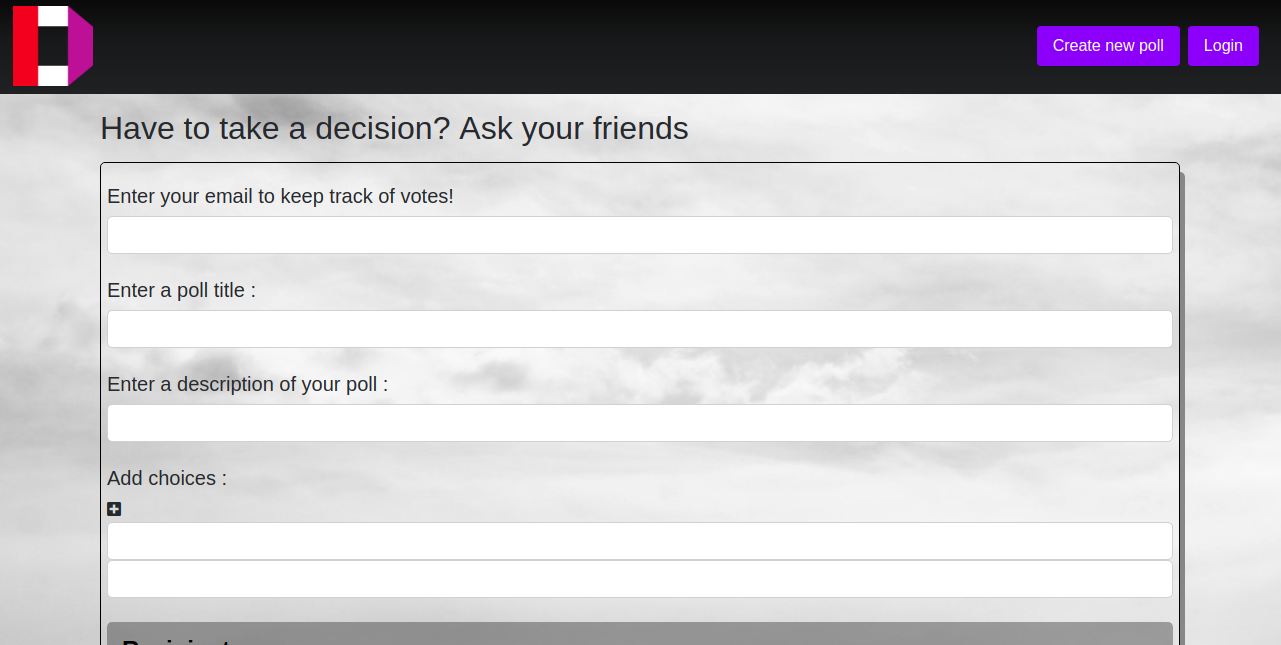 Create new poll
Login
Have to take a decision? Ask your friends
Enter your email to keep track of votes!
Enter a poll title :
Enter a description of your poll :
Add choices :